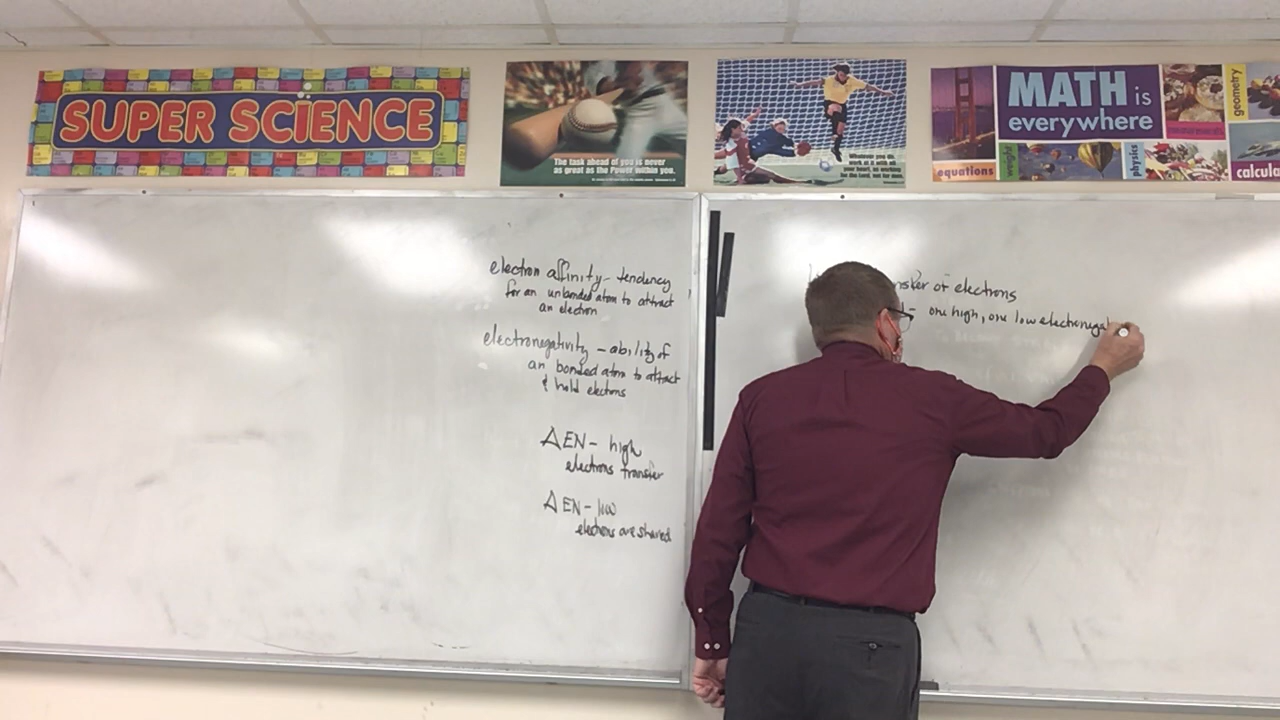 SUPER SCIENCE
The task ahead of you is never
as great as the Power within you.
Whatever you do,
work at it with all
your heart, as working
for the Lord, not for men.
MATH is
everywhere
geometry
equations
weight
physics
calcula
electron affinity - tendency
for an unbonded atom to attract
an electron
electronegativity - ability of
an bonded atom to attract
& hold electrons
ΔEN - high
electrons transfer
ΔEN - low
electrons are shared
nsfer of electrons
- one high, one low electronega